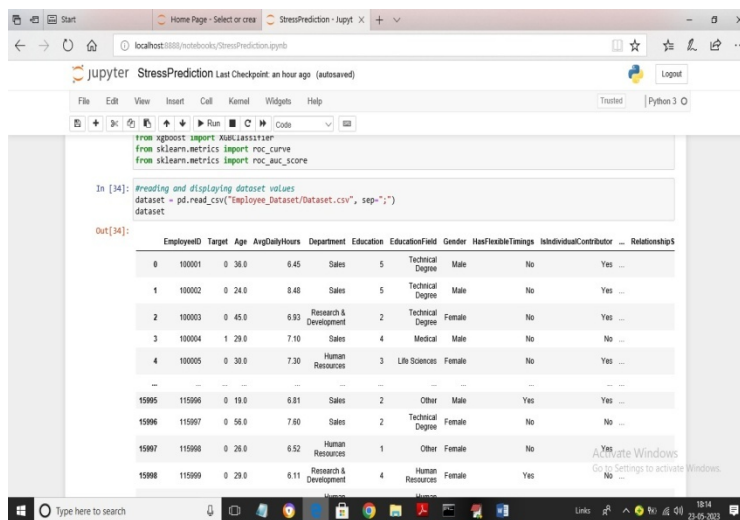 Start
Home Page - Select or crea
StressPrediction - Jupyt
localhost:8888/notebooks/StressPrediction.ipynb
jupyter StressPrediction Last Checkpoint: an hour ago (autosaved)
Logout
File Edit View Insert Cell Kernel Widgets Help
Trusted Python 3
Run Code
from xgboost import XGBClassifier
from sklearn.metrics import roc_curve
from sklearn.metrics import roc_auc_score
In [34]: #reading and displaying dataset values
dataset = pd.read_csv("Employee_Dataset/Dataset.csv", sep=";")
dataset
Out[34]:
EmployeeID Target Age AvgDailyHours Department Education EducationField Gender HasFlexibleTimings IsIndividualContributor ... RelationshipS
0 100001 0 36.0 6.45 Sales 5 Technical Degree Male No Yes ...
1 100002 0 24.0 8.48 Sales 5 Technical Degree Male No Yes ...
2 100003 0 45.0 6.93 Research & Development 2 Technical Degree Female No Yes ...
3 100004 1 29.0 7.10 Sales 4 Medical Male No No ...
4 100005 0 30.0 7.30 Human Resources 3 Life Sciences Female No Yes ...
... ... ... ... ... ... ... ... ... ... ... ...
15995 115996 0 19.0 6.81 Sales 2 Other Male Yes Yes ...
15996 115997 0 56.0 7.60 Sales 2 Technical Degree Female No No ...
15997 115998 0 26.0 6.52 Human Resources 1 Other Female No Yes ...
15998 115999 0 29.0 6.11 Research & Development 4 Human Resources Female Yes No ...
Human Human
Activate Windows
Go to Settings to activate Windows.
Type here to search
Links
18:14
23-05-2023